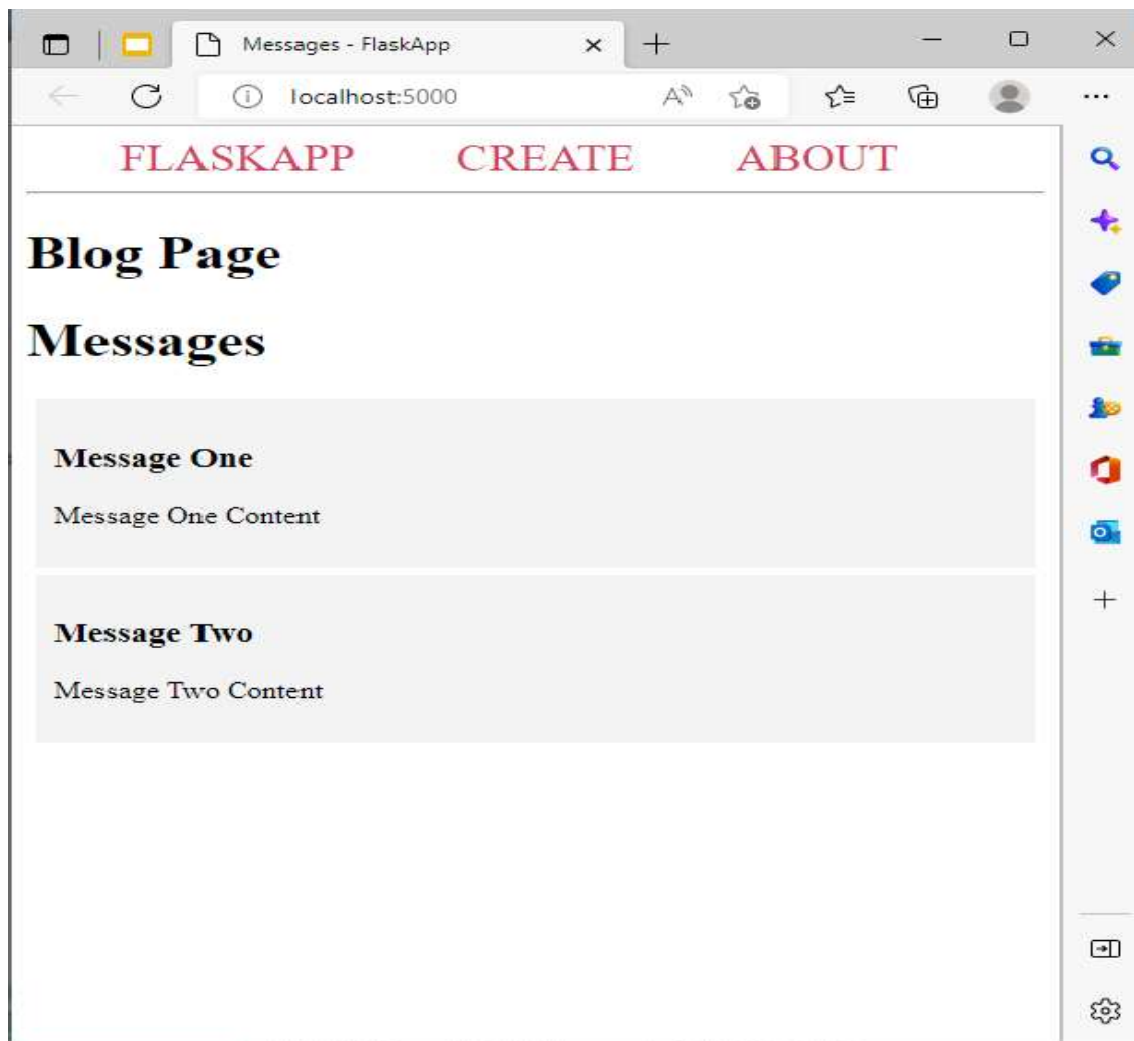 Messages - FlaskApp
localhost:5000
FLASKAPP CREATE ABOUT
Blog Page
Messages
Message One
Message One Content
Message Two
Message Two Content